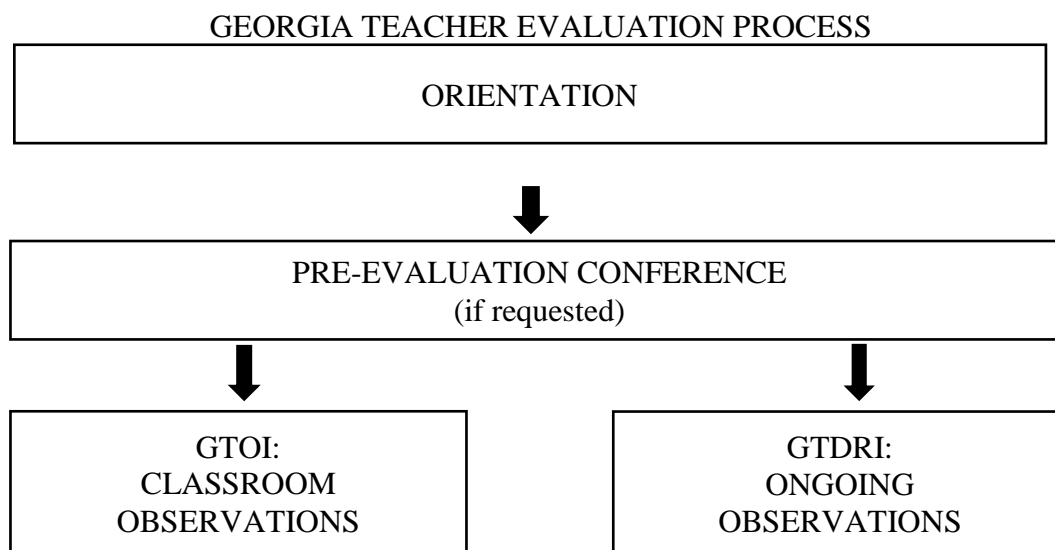 GEORGIA TEACHER EVALUATION PROCESS
ORIENTATION
PRE-EVALUATION CONFERENCE
(if requested)
GTOI:
CLASSROOM
OBSERVATIONS
GTDRI:
ONGOING
OBSERVATIONS